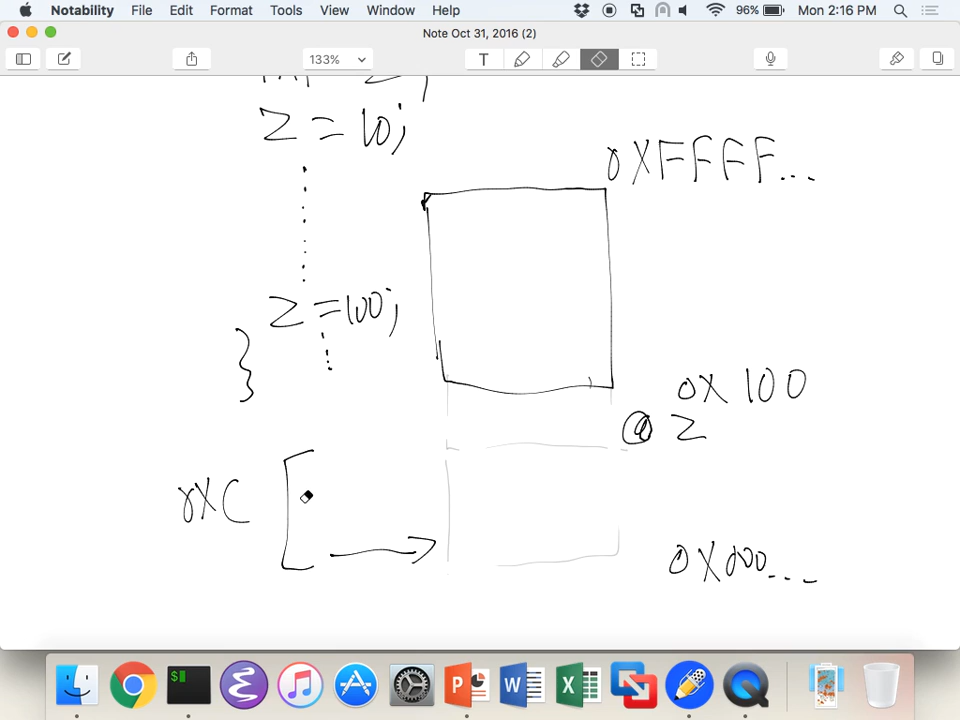 Notability File Edit Format Tools View Window Help 96% Mon 2:16 PM
Note Oct 31, 2016 (2)
133% T
Z = 10;
0XFFFF...
Z = 100;
}
0X100
@ Z
0XC
0X000...
$
P W X